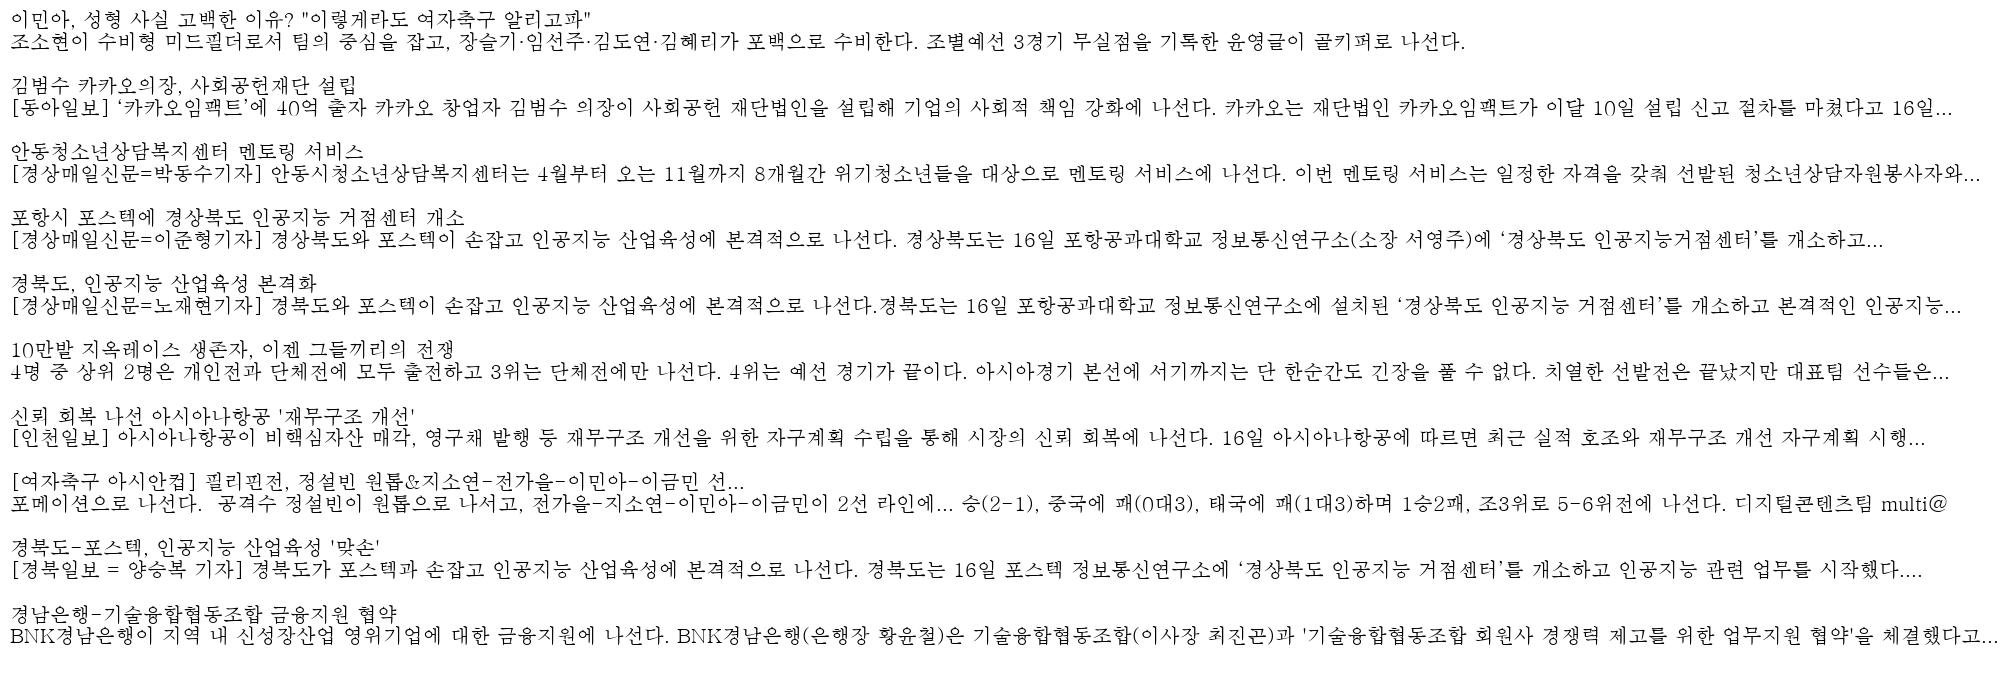 이민아, 성형 사실 고백한 이유? "이렇게라도 여자축구 알리고파"
조소현이 수비형 미드필더로서 팀의 중심을 잡고, 장슬기·임선주·김도연·김혜리가 포백으로 수비한다. 조별예선 3경기 무실점을 기록한 윤영글이 골키퍼로 나선다.
김범수 카카오의장, 사회공헌재단 설립
[동아일보] ‘카카오임팩트’에 40억 출자 카카오 창업자 김범수 의장이 사회공헌 재단법인을 설립해 기업의 사회적 책임 강화에 나선다. 카카오는 재단법인 카카오임팩트가 이달 10일 설립 신고 절차를 마쳤다고 16일...
안동청소년상담복지센터 멘토링 서비스
[경상매일신문=박동수기자] 안동시청소년상담복지센터는 4월부터 오는 11월까지 8개월간 위기청소년들을 대상으로 멘토링 서비스에 나선다. 이번 멘토링 서비스는 일정한 자격을 갖춰 선발된 청소년상담자원봉사자와...
포항시 포스텍에 경상북도 인공지능 거점센터 개소
[경상매일신문=이준형기자] 경상북도와 포스텍이 손잡고 인공지능 산업육성에 본격적으로 나선다. 경상북도는 16일 포항공과대학교 정보통신연구소(소장 서영주)에 ‘경상북도 인공지능거점센터’를 개소하고...
경북도, 인공지능 산업육성 본격화
[경상매일신문=노재현기자] 경북도와 포스텍이 손잡고 인공지능 산업육성에 본격적으로 나선다.경북도는 16일 포항공과대학교 정보통신연구소에 설치된 ‘경상북도 인공지능 거점센터’를 개소하고 본격적인 인공지능...
10만발 지옥레이스 생존자, 이젠 그들끼리의 전쟁
4명 중 상위 2명은 개인전과 단체전에 모두 출전하고 3위는 단체전에만 나선다. 4위는 예선 경기가 끝이다. 아시아경기 본선에 서기까지는 단 한순간도 긴장을 풀 수 없다. 치열한 선발전은 끝났지만 대표팀 선수들은...
신뢰 회복 나선 아시아나항공 '재무구조 개선'
[인천일보] 아시아나항공이 비핵심자산 매각, 영구채 발행 등 재무구조 개선을 위한 자구계획 수립을 통해 시장의 신뢰 회복에 나선다. 16일 아시아나항공에 따르면 최근 실적 호조와 재무구조 개선 자구계획 시행...
[여자축구 아시안컵] 필리핀전, 정설빈 원톱&지소연-전가을-이민아-이금민 선...
포메이션으로 나선다.  공격수 정설빈이 원톱으로 나서고, 전가을-지소연-이민아-이금민이 2선 라인에... 승(2-1), 중국에 패(0대3), 태국에 패(1대3)하며 1승2패, 조3위로 5-6위전에 나선다. 디지털콘텐츠팀 multi@
경북도-포스텍, 인공지능 산업육성 '맞손'
[경북일보 = 양승복 기자] 경북도가 포스텍과 손잡고 인공지능 산업육성에 본격적으로 나선다. 경북도는 16일 포스텍 정보통신연구소에 ‘경상북도 인공지능 거점센터’를 개소하고 인공지능 관련 업무를 시작했다....
경남은행-기술융합협동조합 금융지원 협약
BNK경남은행이 지역 내 신성장산업 영위기업에 대한 금융지원에 나선다. BNK경남은행(은행장 황윤철)은 기술융합협동조합(이사장 최진곤)과 '기술융합협동조합 회원사 경쟁력 제고를 위한 업무지원 협약'을 체결했다고...